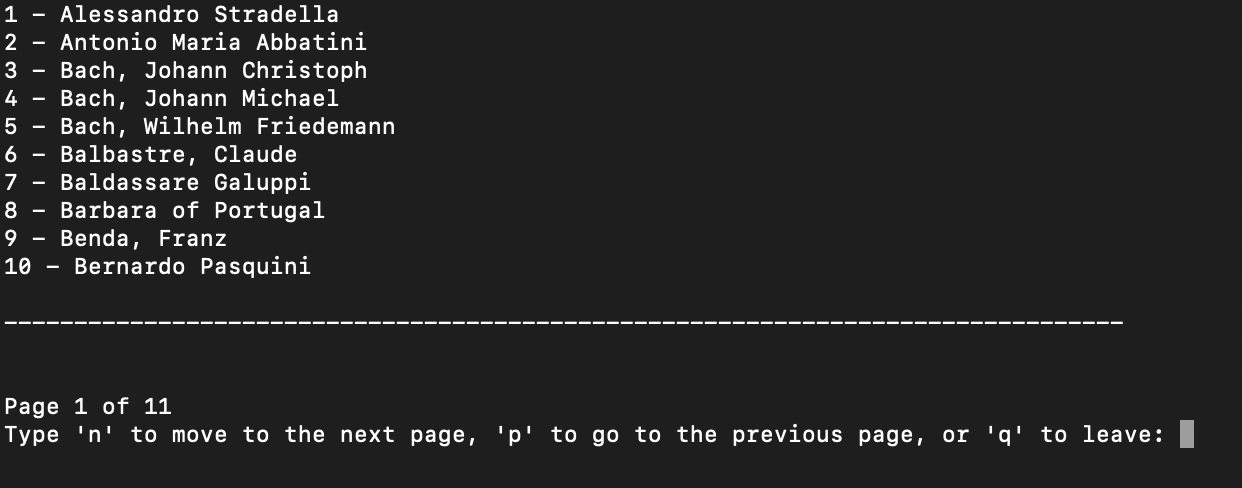 1 - Alessandro Stradella
2 - Antonio Maria Abbatini
3 - Bach, Johann Christoph
4 - Bach, Johann Michael
5 - Bach, Wilhelm Friedemann
6 - Balbastre, Claude
7 - Baldassare Galuppi
8 - Barbara of Portugal
9 - Benda, Franz
10 - Bernardo Pasquini
--------------------------------------------------------------------------------
Page 1 of 11
Type 'n' to move to the next page, 'p' to go to the previous page, or 'q' to leave: